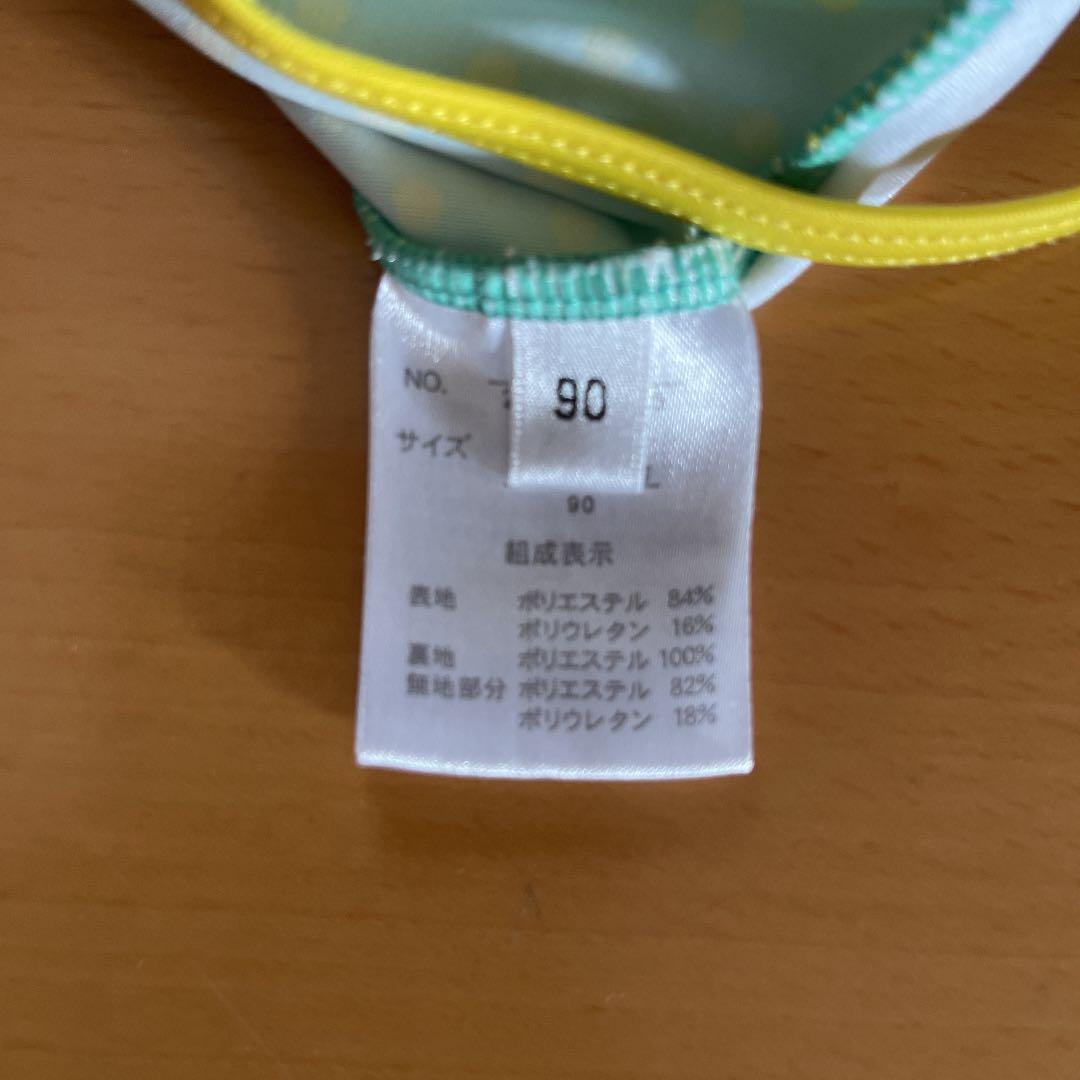 NO.
90
サイズ
L
90
組成表示
表地 ポリエステル 84%
ポリウレタン 16%
裏地 ポリエステル 100%
無地部分 ポリエステル 82%
ポリウレタン 18%